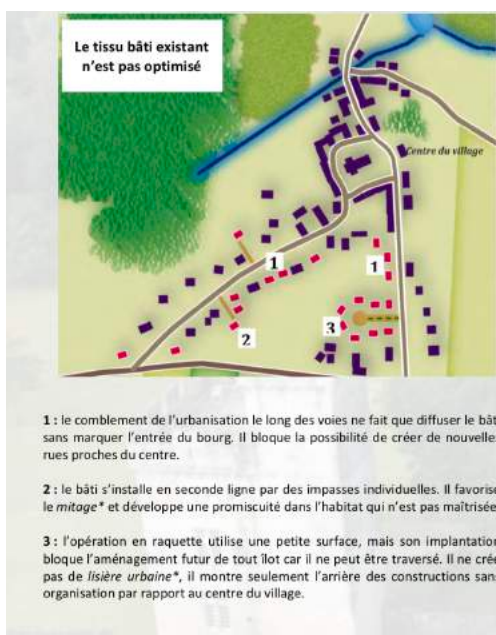 Le tissu bâti existant
n'est pas optimisé
Centre du village
1
1
2
3
1 : le comblement de l'urbanisation le long des voies ne fait que diffuser le bât
sans marquer l'entrée du bourg. Il bloque la possibilité de créer de nouvelle
rues proches du centre.
2 : le bâti s'installe en seconde ligne par des impasses individuelles. Il favorise
le mitage* et développe une promiscuité dans l'habitat qui n'est pas maîtrisée
3 : l'opération en raquette utilise une petite surface, mais son implantation
bloque l'aménagement futur de tout îlot car il ne peut être traversé. Il ne crée
pas de lisière urbaine*, il montre seulement l'arrière des constructions san
organisation par rapport au centre du village.